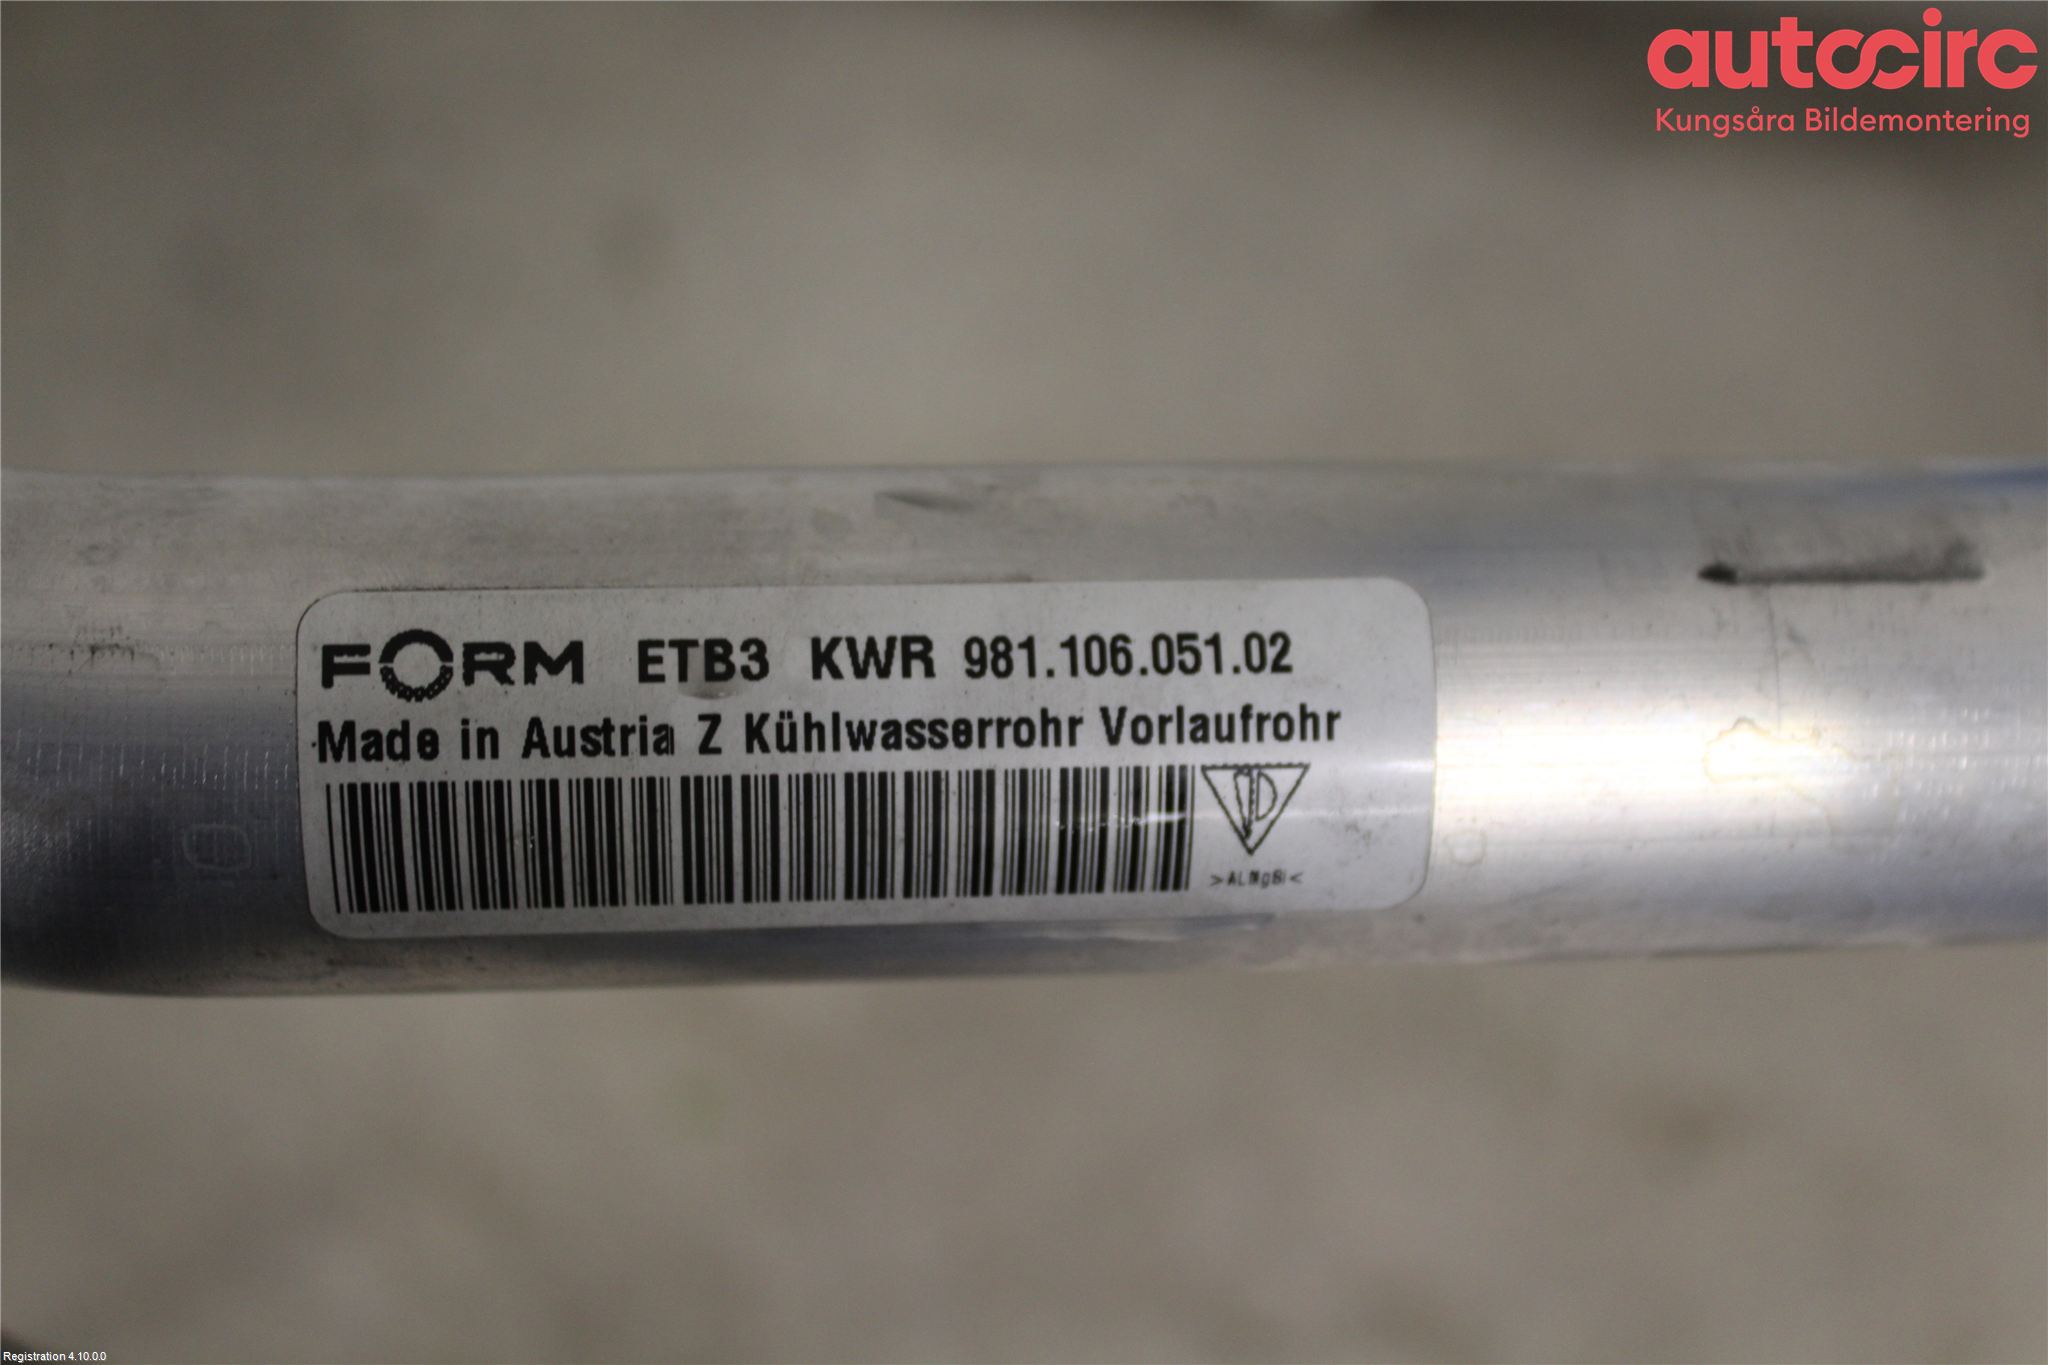 autocirc
Kungsåra Bildemontering
FORM ETB3 KWR 981.106.051.02
Made in Austria Z Kühlwasserrohr Vorlaufrohr
>ALMgSi<
Registration 4.10.0.0